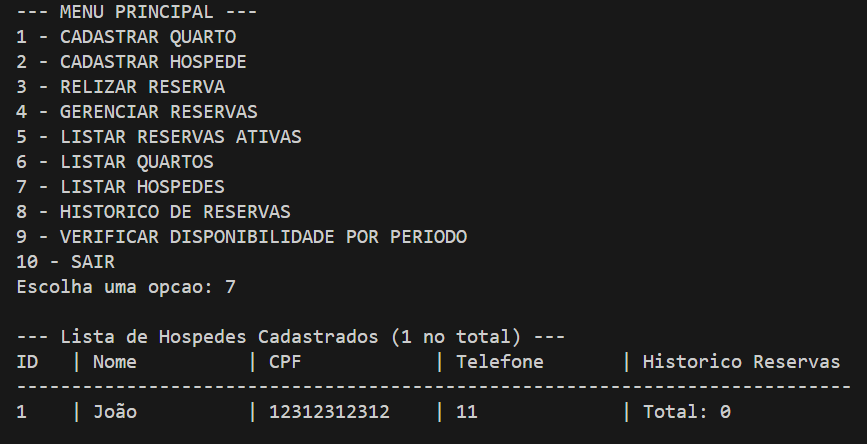 --- MENU PRINCIPAL ---
1 - CADASTRAR QUARTO
2 - CADASTRAR HOSPEDE
3 - RELIZAR RESERVA
4 - GERENCIAR RESERVAS
5 - LISTAR RESERVAS ATIVAS
6 - LISTAR QUARTOS
7 - LISTAR HOSPEDES
8 - HISTORICO DE RESERVAS
9 - VERIFICAR DISPONIBILIDADE POR PERIODO
10 - SAIR
Escolha uma opcao: 7
--- Lista de Hospedes Cadastrados (1 no total) ---
ID   | Nome          | CPF            | Telefone       | Historico Reservas
----------------------------------------------------------------------------
1    | João          | 12312312312    | 11             | Total: 0